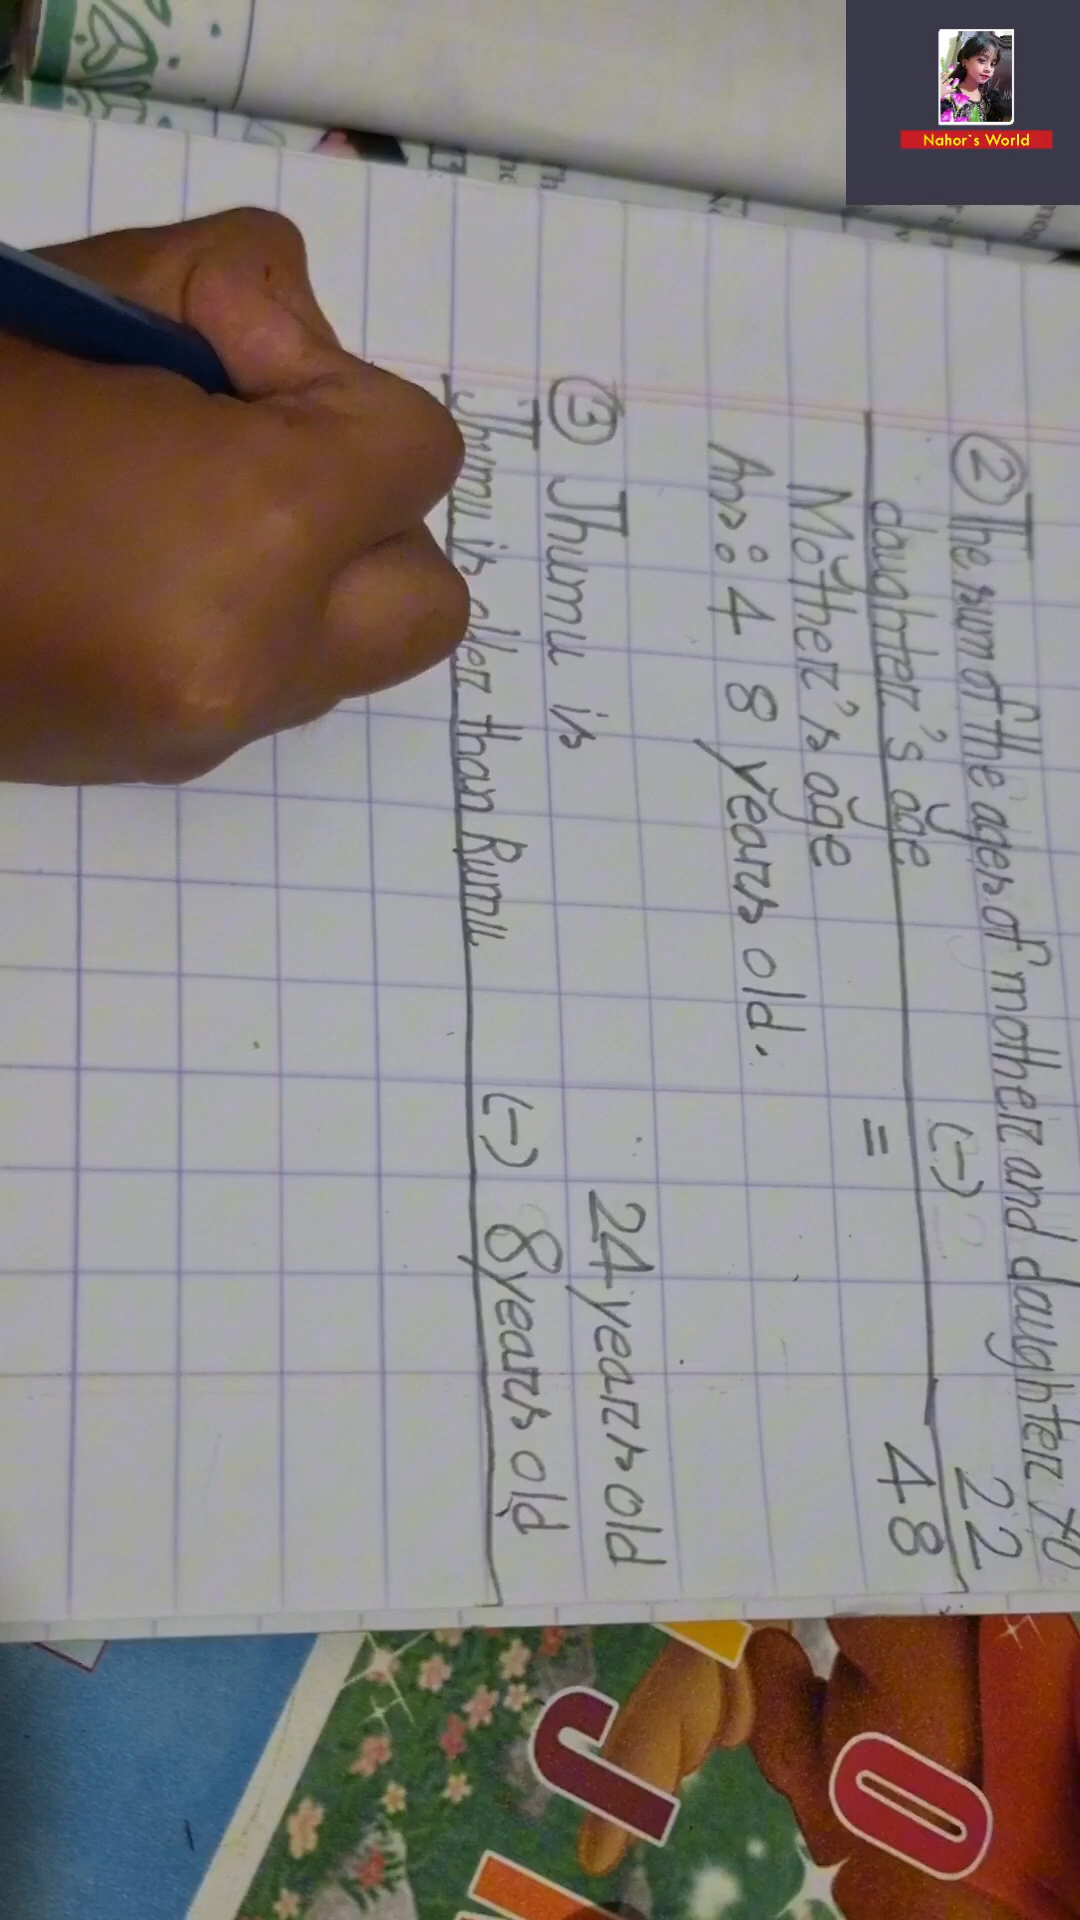 Nahor`s World
② The sum of the ages of mother and daughter 70
daughter's age (-) 22
Mother's age = 48
Ans: 48 years old.
③ Jhumu is 24 years old
Jhumu is older than Rumu (-) 8 years old
J
O